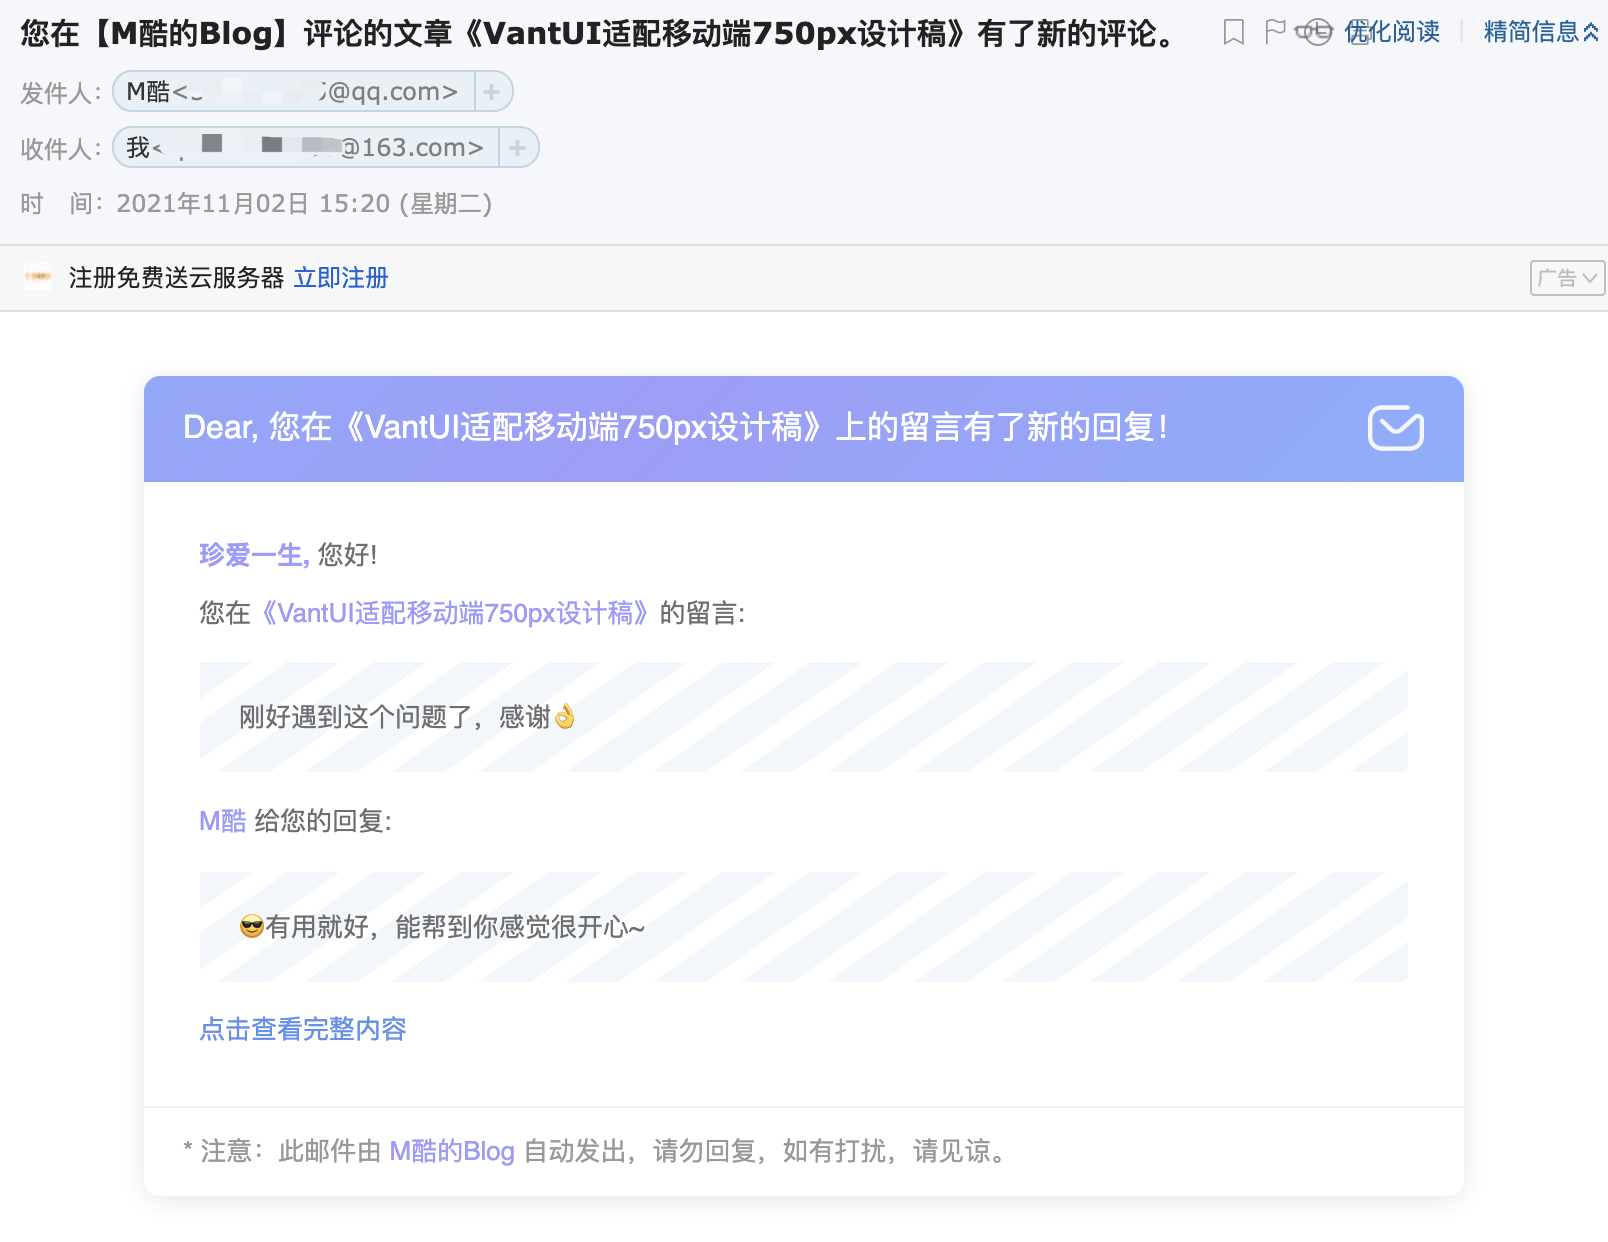 您在【M酷的Blog】评论的文章《VantUI适配移动端750px设计稿》有了新的评论。
优化阅读
精简信息
发件人：M酷< @qq.com> +
收件人：我< @163.com> +
时 间：2021年11月02日 15:20 (星期二)
注册免费送云服务器 立即注册
广告
Dear, 您在《VantUI适配移动端750px设计稿》上的留言有了新的回复！
珍爱一生, 您好!
您在《VantUI适配移动端750px设计稿》的留言:
刚好遇到这个问题了，感谢👌
M酷 给您的回复:
😎有用就好，能帮到你感觉很开心~
点击查看完整内容
* 注意：此邮件由 M酷的Blog 自动发出，请勿回复，如有打扰，请见谅。